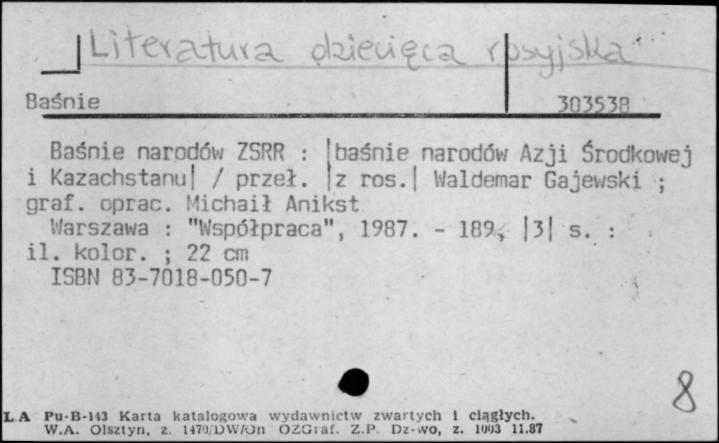 Literatura dziecięca rosyjska
Baśnie 303538
Baśnie narodów ZSRR : |baśnie narodów Azji Środkowej
i Kazachstanu| / przeł. |z ros.| Waldemar Gajewski ;
graf. oprac. Michaił Anikst
Warszawa : "Współpraca", 1987. - 189, |3| s. :
il. kolor. ; 22 cm
ISBN 83-7018-050-7
8
L.A Pu-B-143 Karta katalogowa wydawnictw zwartych i ciągłych.
W.A. Olsztyn, z. 1479/DW/On OZGraf. Z.P. Dz-wo, z. 1003 11.87